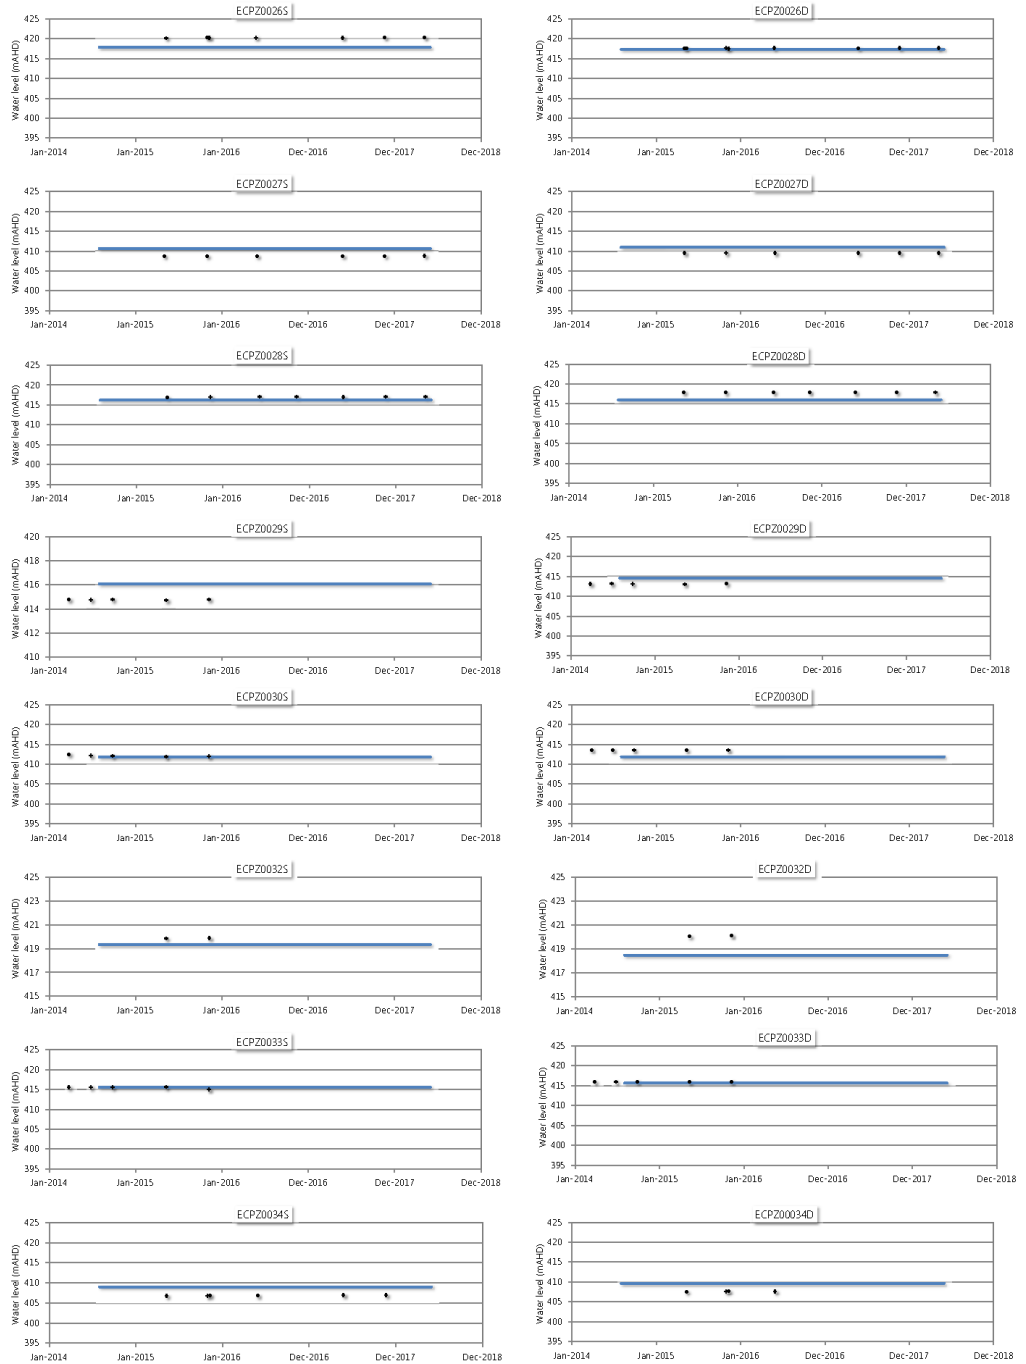 ECPZ0026S
Water level (mAHD)
425
420
415
410
405
400
395
Jan-2014 Jan-2015 Jan-2016 Dec-2016 Dec-2017 Dec-2018
ECPZ0026D
Water level (mAHD)
425
420
415
410
405
400
395
Jan-2014 Jan-2015 Jan-2016 Dec-2016 Dec-2017 Dec-2018
ECPZ0027S
Water level (mAHD)
425
420
415
410
405
400
395
Jan-2014 Jan-2015 Jan-2016 Dec-2016 Dec-2017 Dec-2018
ECPZ0027D
Water level (mAHD)
425
420
415
410
405
400
395
Jan-2014 Jan-2015 Jan-2016 Dec-2016 Dec-2017 Dec-2018
ECPZ0028S
Water level (mAHD)
425
420
415
410
405
400
395
Jan-2014 Jan-2015 Jan-2016 Dec-2016 Dec-2017 Dec-2018
ECPZ0028D
Water level (mAHD)
425
420
415
410
405
400
395
Jan-2014 Jan-2015 Jan-2016 Dec-2016 Dec-2017 Dec-2018
ECPZ0029S
Water level (mAHD)
420
418
416
414
412
410
Jan-2014 Jan-2015 Jan-2016 Dec-2016 Dec-2017 Dec-2018
ECPZ0029D
Water level (mAHD)
425
420
415
410
405
400
395
Jan-2014 Jan-2015 Jan-2016 Dec-2016 Dec-2017 Dec-2018
ECPZ0030S
Water level (mAHD)
425
420
415
410
405
400
395
Jan-2014 Jan-2015 Jan-2016 Dec-2016 Dec-2017 Dec-2018
ECPZ0030D
Water level (mAHD)
425
420
415
410
405
400
395
Jan-2014 Jan-2015 Jan-2016 Dec-2016 Dec-2017 Dec-2018
ECPZ0032S
Water level (mAHD)
425
423
421
419
417
415
Jan-2014 Jan-2015 Jan-2016 Dec-2016 Dec-2017 Dec-2018
ECPZ0032D
Water level (mAHD)
425
423
421
419
417
415
Jan-2014 Jan-2015 Jan-2016 Dec-2016 Dec-2017 Dec-2018
ECPZ0033S
Water level (mAHD)
425
420
415
410
405
400
395
Jan-2014 Jan-2015 Jan-2016 Dec-2016 Dec-2017 Dec-2018
ECPZ0033D
Water level (mAHD)
425
420
415
410
405
400
395
Jan-2014 Jan-2015 Jan-2016 Dec-2016 Dec-2017 Dec-2018
ECPZ0034S
Water level (mAHD)
425
420
415
410
405
400
395
Jan-2014 Jan-2015 Jan-2016 Dec-2016 Dec-2017 Dec-2018
ECPZ00034D
Water level (mAHD)
425
420
415
410
405
400
395
Jan-2014 Jan-2015 Jan-2016 Dec-2016 Dec-2017 Dec-2018